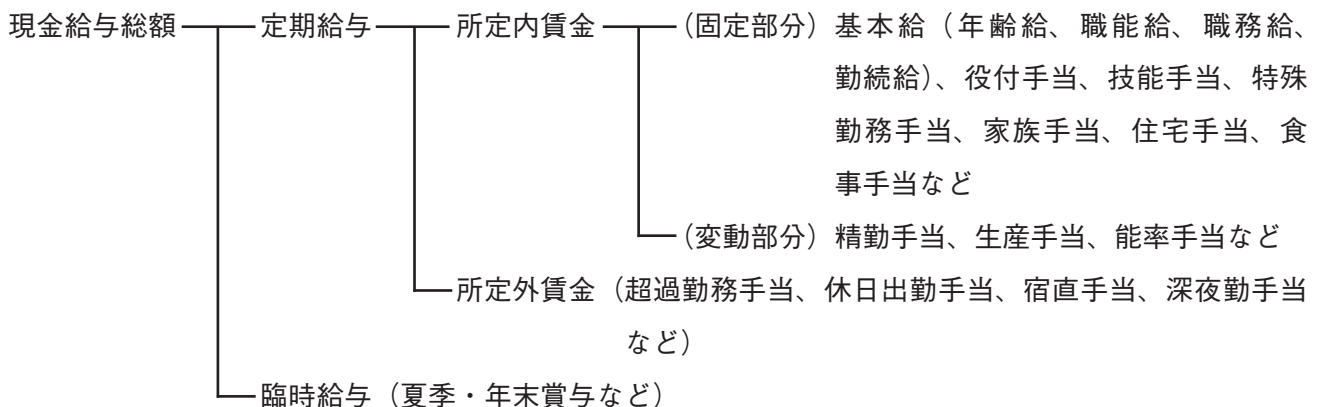 現金給与総額 定期給与 所定内賃金 （固定部分）基本給（年齢給、職能給、職務給、
勤続給）、役付手当、技能手当、特殊
勤務手当、家族手当、住宅手当、食
事手当など
（変動部分）精勤手当、生産手当、能率手当など
所定外賃金（超過勤務手当、休日出勤手当、宿直手当、深夜勤手当
など）
臨時給与（夏季・年末賞与など）